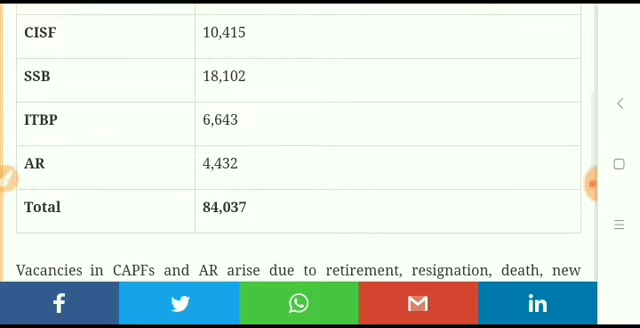 CISF 10,415
SSB 18,102
ITBP 6,643
AR 4,432
Total 84,037
Vacancies in CAPFs and AR arise due to retirement, resignation, death, new
f M in